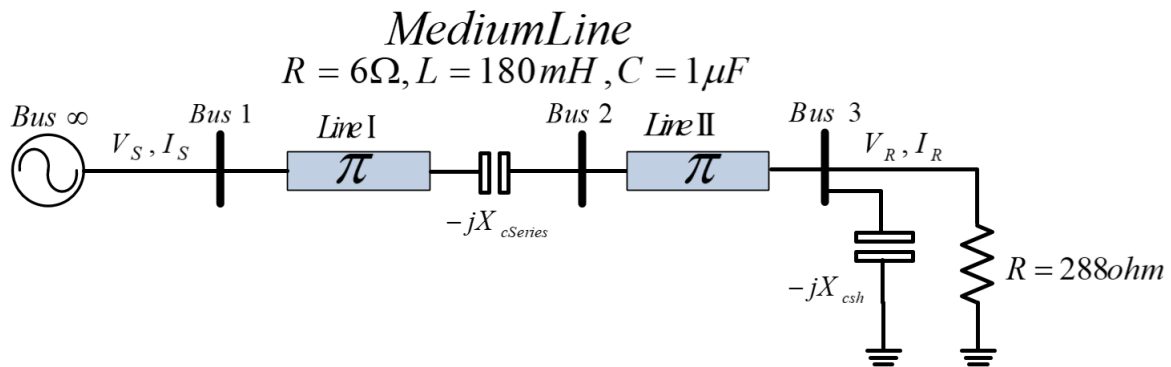 MediumLine
R = 6Ω, L = 180mH, C = 1μF
Bus ∞
Bus 1
Line I
Bus 2
Line II
Bus 3
V_S, I_S
π
π
V_R, I_R
-jX_cSeries
-jX_csh
R = 288ohm